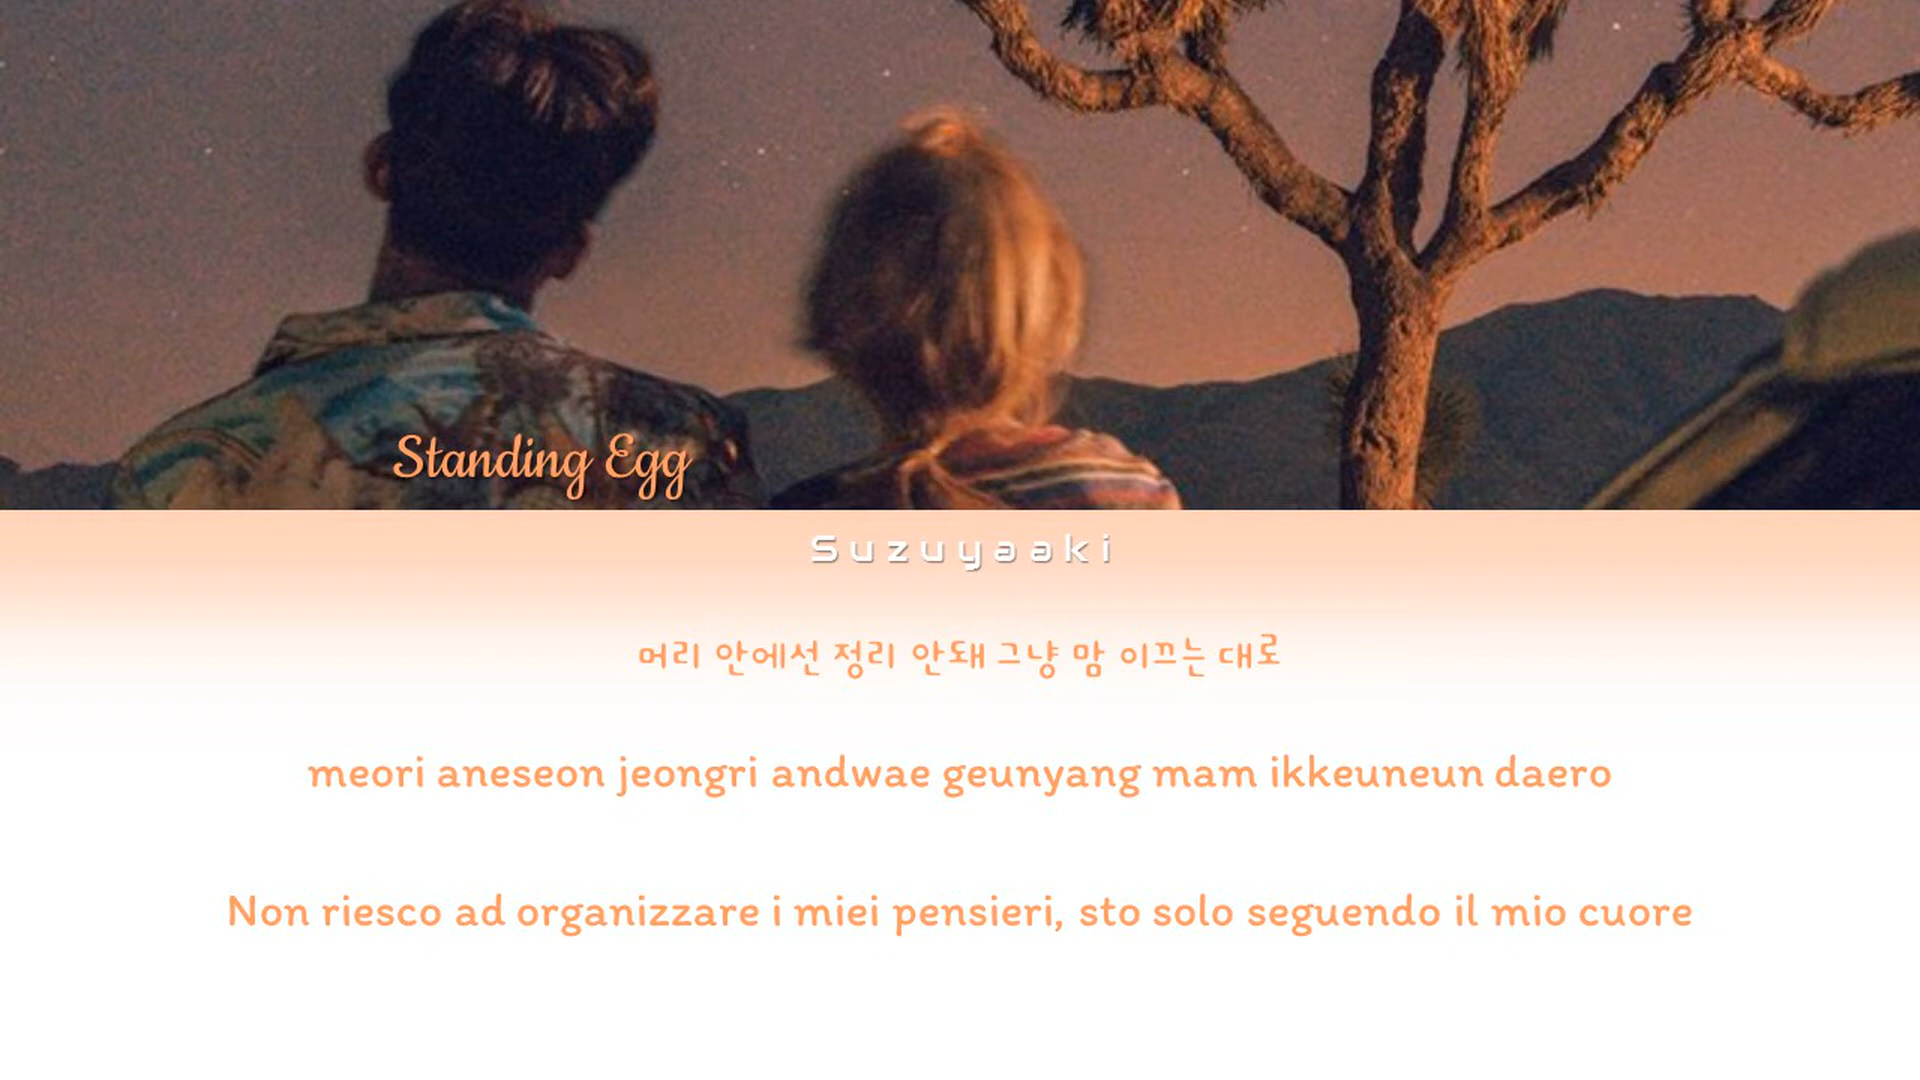 Standing Egg
Suzuyaaki
머리 안에선 정리 안돼 그냥 맘 이끄는 대로
meori aneseon jeongri andwae geunyang mam ikkeuneun daero
Non riesco ad organizzare i miei pensieri, sto solo seguendo il mio cuore